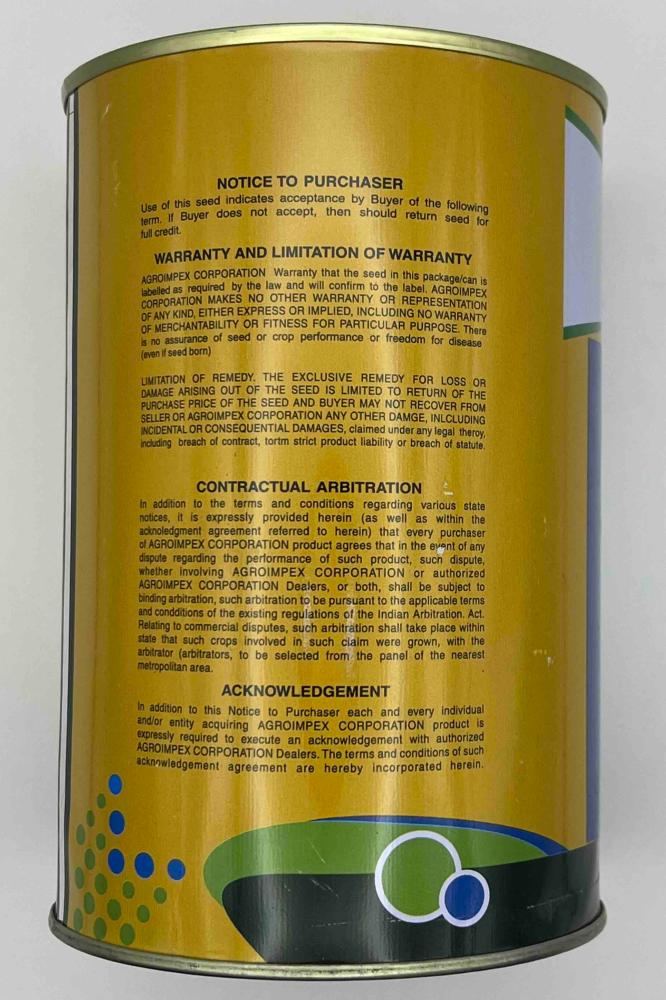 NOTICE TO PURCHASER
Use of this seed indicates acceptance by Buyer of the following
term. If Buyer does not accept, then should return seed for
full credit.
WARRANTY AND LIMITATION OF WARRANTY
AGROIMPEX CORPORATION Warranty that the seed in this package/can is
labelled as required by the law and will confirm to the label. AGROIMPEX
CORPORATION MAKES NO OTHER WARRANTY OR REPRESENTATION
OF ANY KIND, EITHER EXPRESS OR IMPLIED, INCLUDING NO WARRANTY
OF MERCHANTABILITY OR FITNESS FOR PARTICULAR PURPOSE. There
is no assurance of seed or crop performance or freedom for disease
(even if seed born)
LIMITATION OF REMEDY. THE EXCLUSIVE REMEDY FOR LOSS OR
DAMAGE ARISING OUT OF THE SEED IS LIMITED TO RETURN OF THE
PURCHASE PRICE OF THE SEED AND BUYER MAY NOT RECOVER FROM
SELLER OR AGROIMPEX CORPORATION ANY OTHER DAMGE, INLCLUDING
INCIDENTAL OR CONSEQUENTIAL DAMAGES, claimed under any legal theroy,
including breach of contract, tortm strict product liability or breach of statute.
CONTRACTUAL ARBITRATION
In addition to the terms and conditions regarding various state
notices, it is expressly provided herein (as well as within the
acknoledgment agreement referred to herein) that every purchaser
of AGROIMPEX CORPORATION product agrees that in the event of any
dispute regarding the performance of such product, such dispute,
whether involving AGROIMPEX CORPORATION or authorized
AGROIMPEX CORPORATION Dealers, or both, shall be subject to
binding arbitration, such arbitration to be pursuant to the applicable terms
and condditions of the existing regulations of the Indian Arbitration. Act.
Relating to commercial disputes, such arbitration shall take place within
state that such crops involved in such claim were grown, with the
arbitrator (arbitrators, to be selected from the panel of the nearest
metropolitan area.
ACKNOWLEDGEMENT
In addition to this Notice to Purchaser each and every individual
and/or entity acquiring AGROIMPEX CORPORATION product is
expressly required to execute an acknowledgement with authorized
AGROIMPEX CORPORATION Dealers. The terms and conditions of such
acknowledgement agreement are hereby incorporated herein.